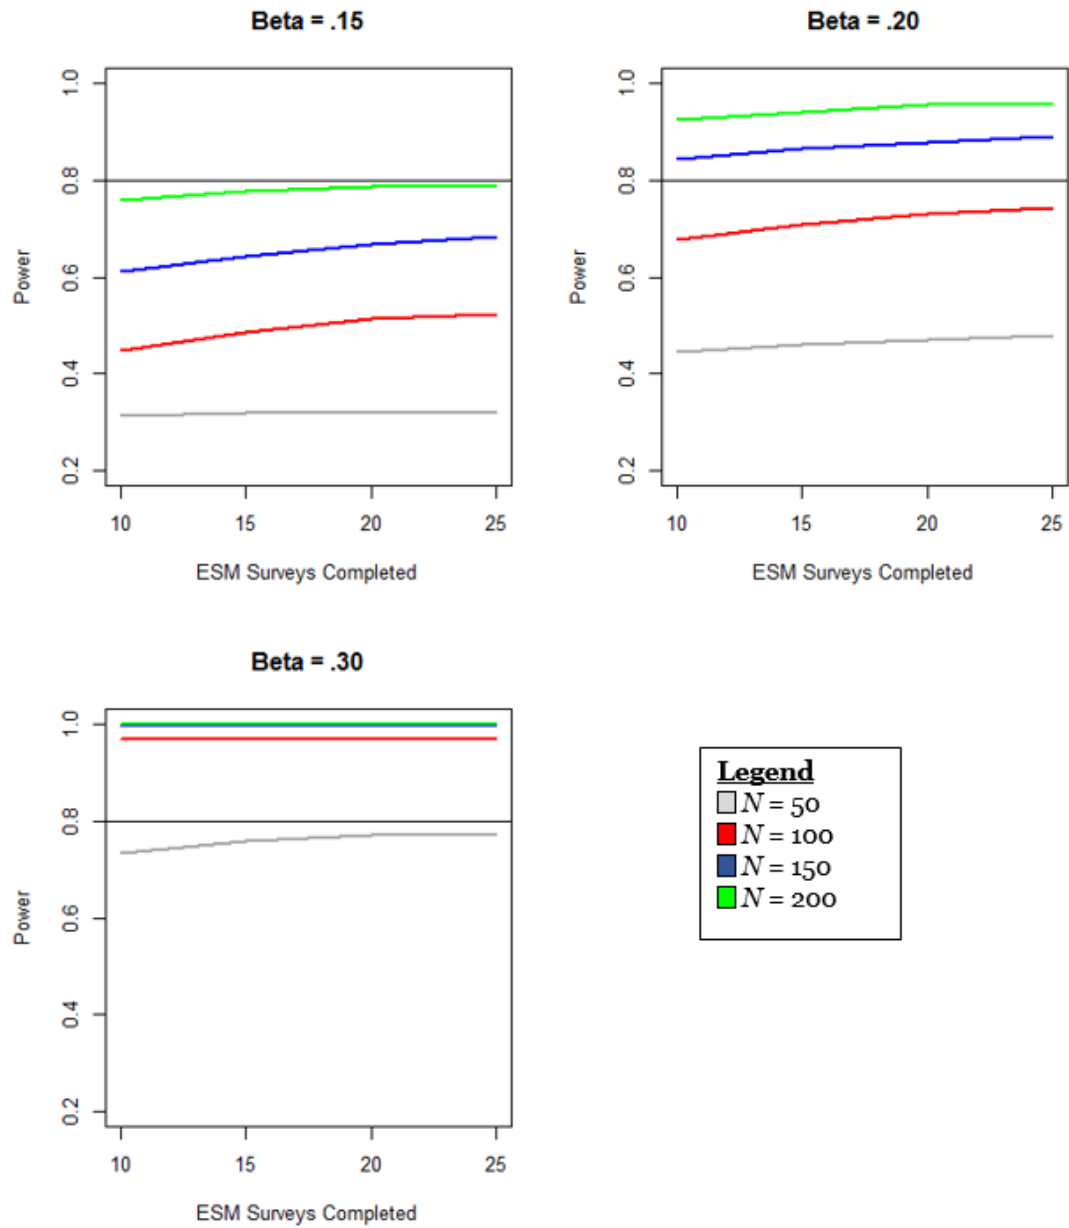 Beta = .15
1.0
0.8
0.6
0.4
0.2
Power
10 15 20 25
ESM Surveys Completed
Beta = .20
1.0
0.8
0.6
0.4
0.2
Power
10 15 20 25
ESM Surveys Completed
Beta = .30
1.0
0.8
0.6
0.4
0.2
Power
10 15 20 25
ESM Surveys Completed
Legend
N = 50
N = 100
N = 150
N = 200